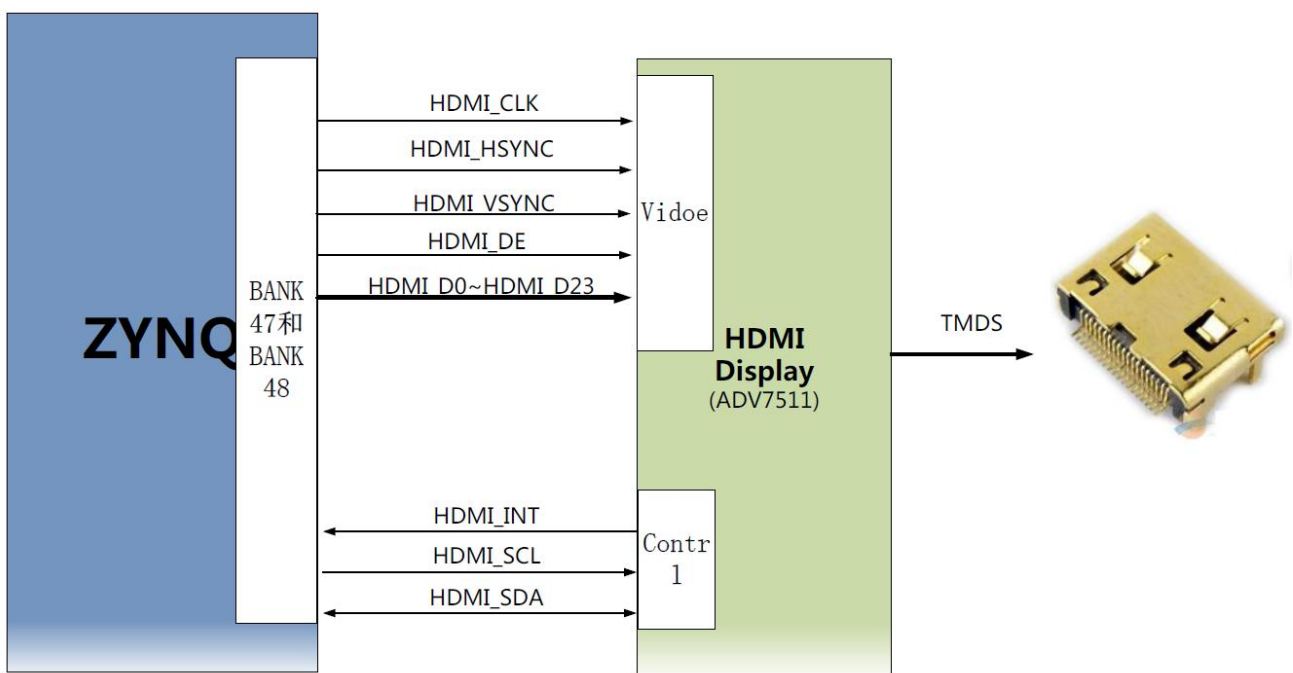 HDMI_CLK
HDMI_HSYNC
HDMI_VSYNC
HDMI_DE
HDMI_D0~HDMI_D23
Vidoe
ZYNQ
BANK
47和
BANK
48
HDMI
Display
(ADV7511)
TMDS
HDMI_INT
HDMI_SCL
HDMI_SDA
Contr
l